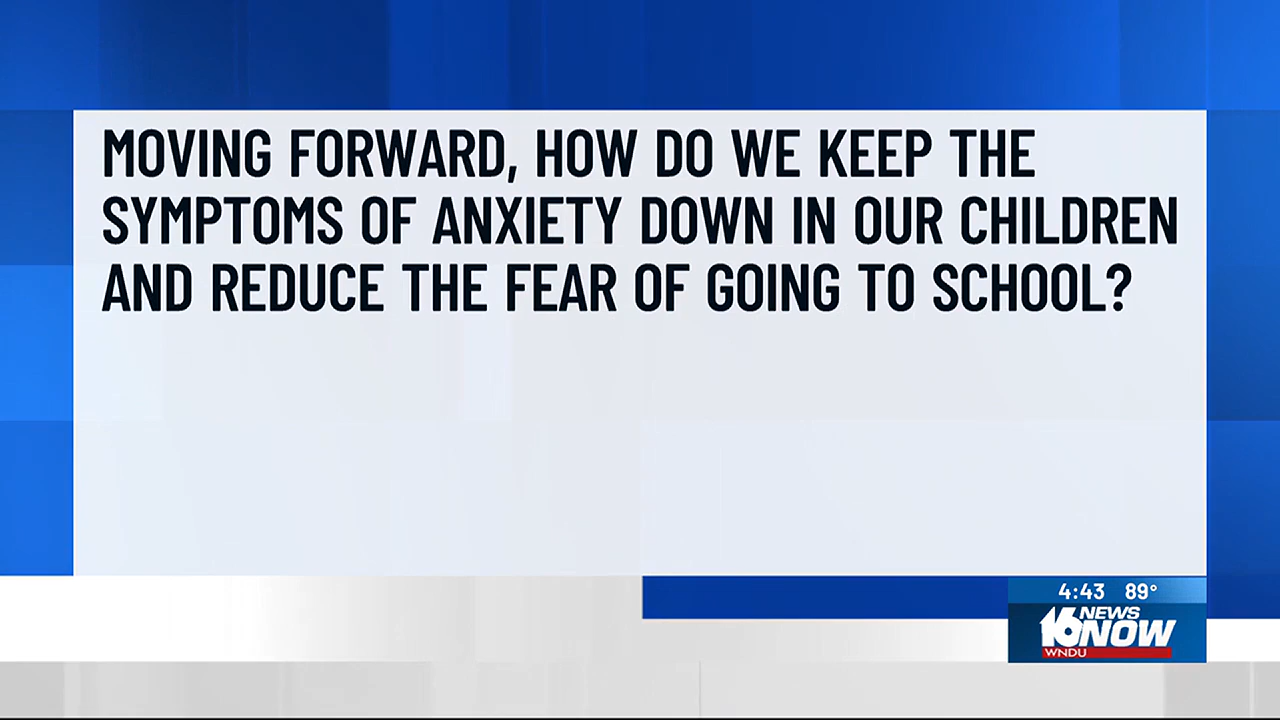 MOVING FORWARD, HOW DO WE KEEP THE
SYMPTOMS OF ANXIETY DOWN IN OUR CHILDREN
AND REDUCE THE FEAR OF GOING TO SCHOOL?
4:43 89°
16 NEWS NOW
WNDU